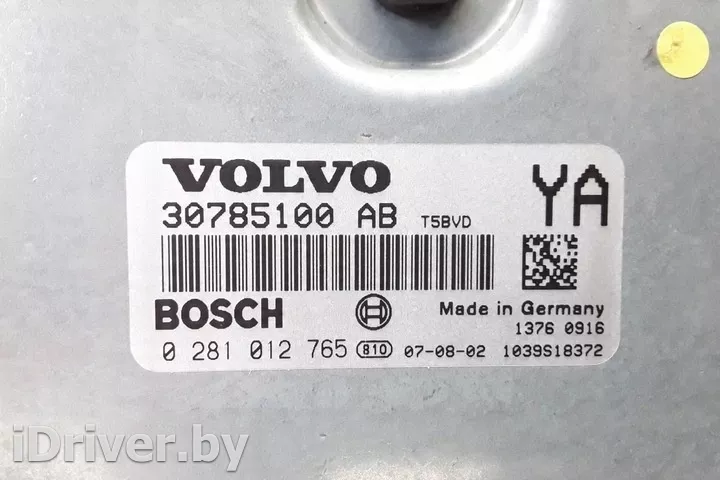 VOLVO
YA
30785100 AB T5BVD
BOSCH
Made in Germany
1376 0916
0 281 012 765 810 07-08-02 1039S18372
iDriver.by